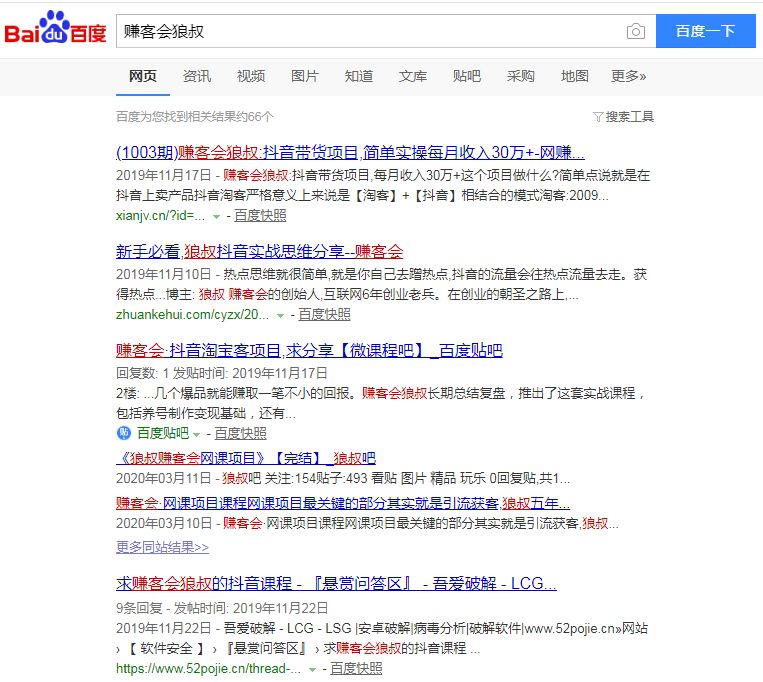 Bai du 百度 赚客会狼叔 百度一下
网页 资讯 视频 图片 知道 文库 贴吧 采购 地图 更多»
百度为您找到相关结果约66个 搜索工具
(1003期)赚客会狼叔:抖音带货项目,简单实操每月收入30万+-网赚...
2019年11月17日 - 赚客会狼叔:抖音带货项目,每月收入30万+这个项目做什么?简单点说就是在
抖音上卖产品抖音淘客严格意义上来说是【淘客】+【抖音】相结合的模式淘客:2009...
xianjv.cn/?id=... - 百度快照
新手必看,狼叔抖音实战思维分享--赚客会
2019年11月10日 - 热点思维就很简单,就是你自己去蹭热点,抖音的流量会往热点流量去走。获
得热点...博主: 狼叔 赚客会的创始人,互联网6年创业老兵。在创业的朝圣之路上,...
zhuankehui.com/cyzx/20... - 百度快照
赚客会·抖音淘宝客项目,求分享【微课程吧】_百度贴吧
回复数: 1 发贴时间: 2019年11月17日
2楼: ...几个爆品就能赚取一笔不小的回报。赚客会狼叔长期总结复盘，推出了这套实战课程，
包括养号制作变现基础，还有...
贴 百度贴吧 - 百度快照
《狼叔赚客会网课项目》【完结】_狼叔吧
2020年03月11日 - 狼叔吧 关注:154贴子:493 看贴 图片 精品 玩乐 0回复贴,共1...
赚客会·网课项目课程网课项目最关键的部分其实就是引流获客,狼叔五年...
2020年03月10日 - 赚客会·网课项目课程网课项目最关键的部分其实就是引流获客,狼叔...
更多同站结果>>
求赚客会狼叔的抖音课程 - 『悬赏问答区』 - 吾爱破解 - LCG...
9条回复 - 发帖时间: 2019年11月22日
2019年11月22日 - 吾爱破解 - LCG - LSG |安卓破解|病毒分析|破解软件|www.52pojie.cn»网站
› 【 软件安全 】 › 『悬赏问答区』 › 求赚客会狼叔的抖音课程 ...
https://www.52pojie.cn/thread-... - 百度快照